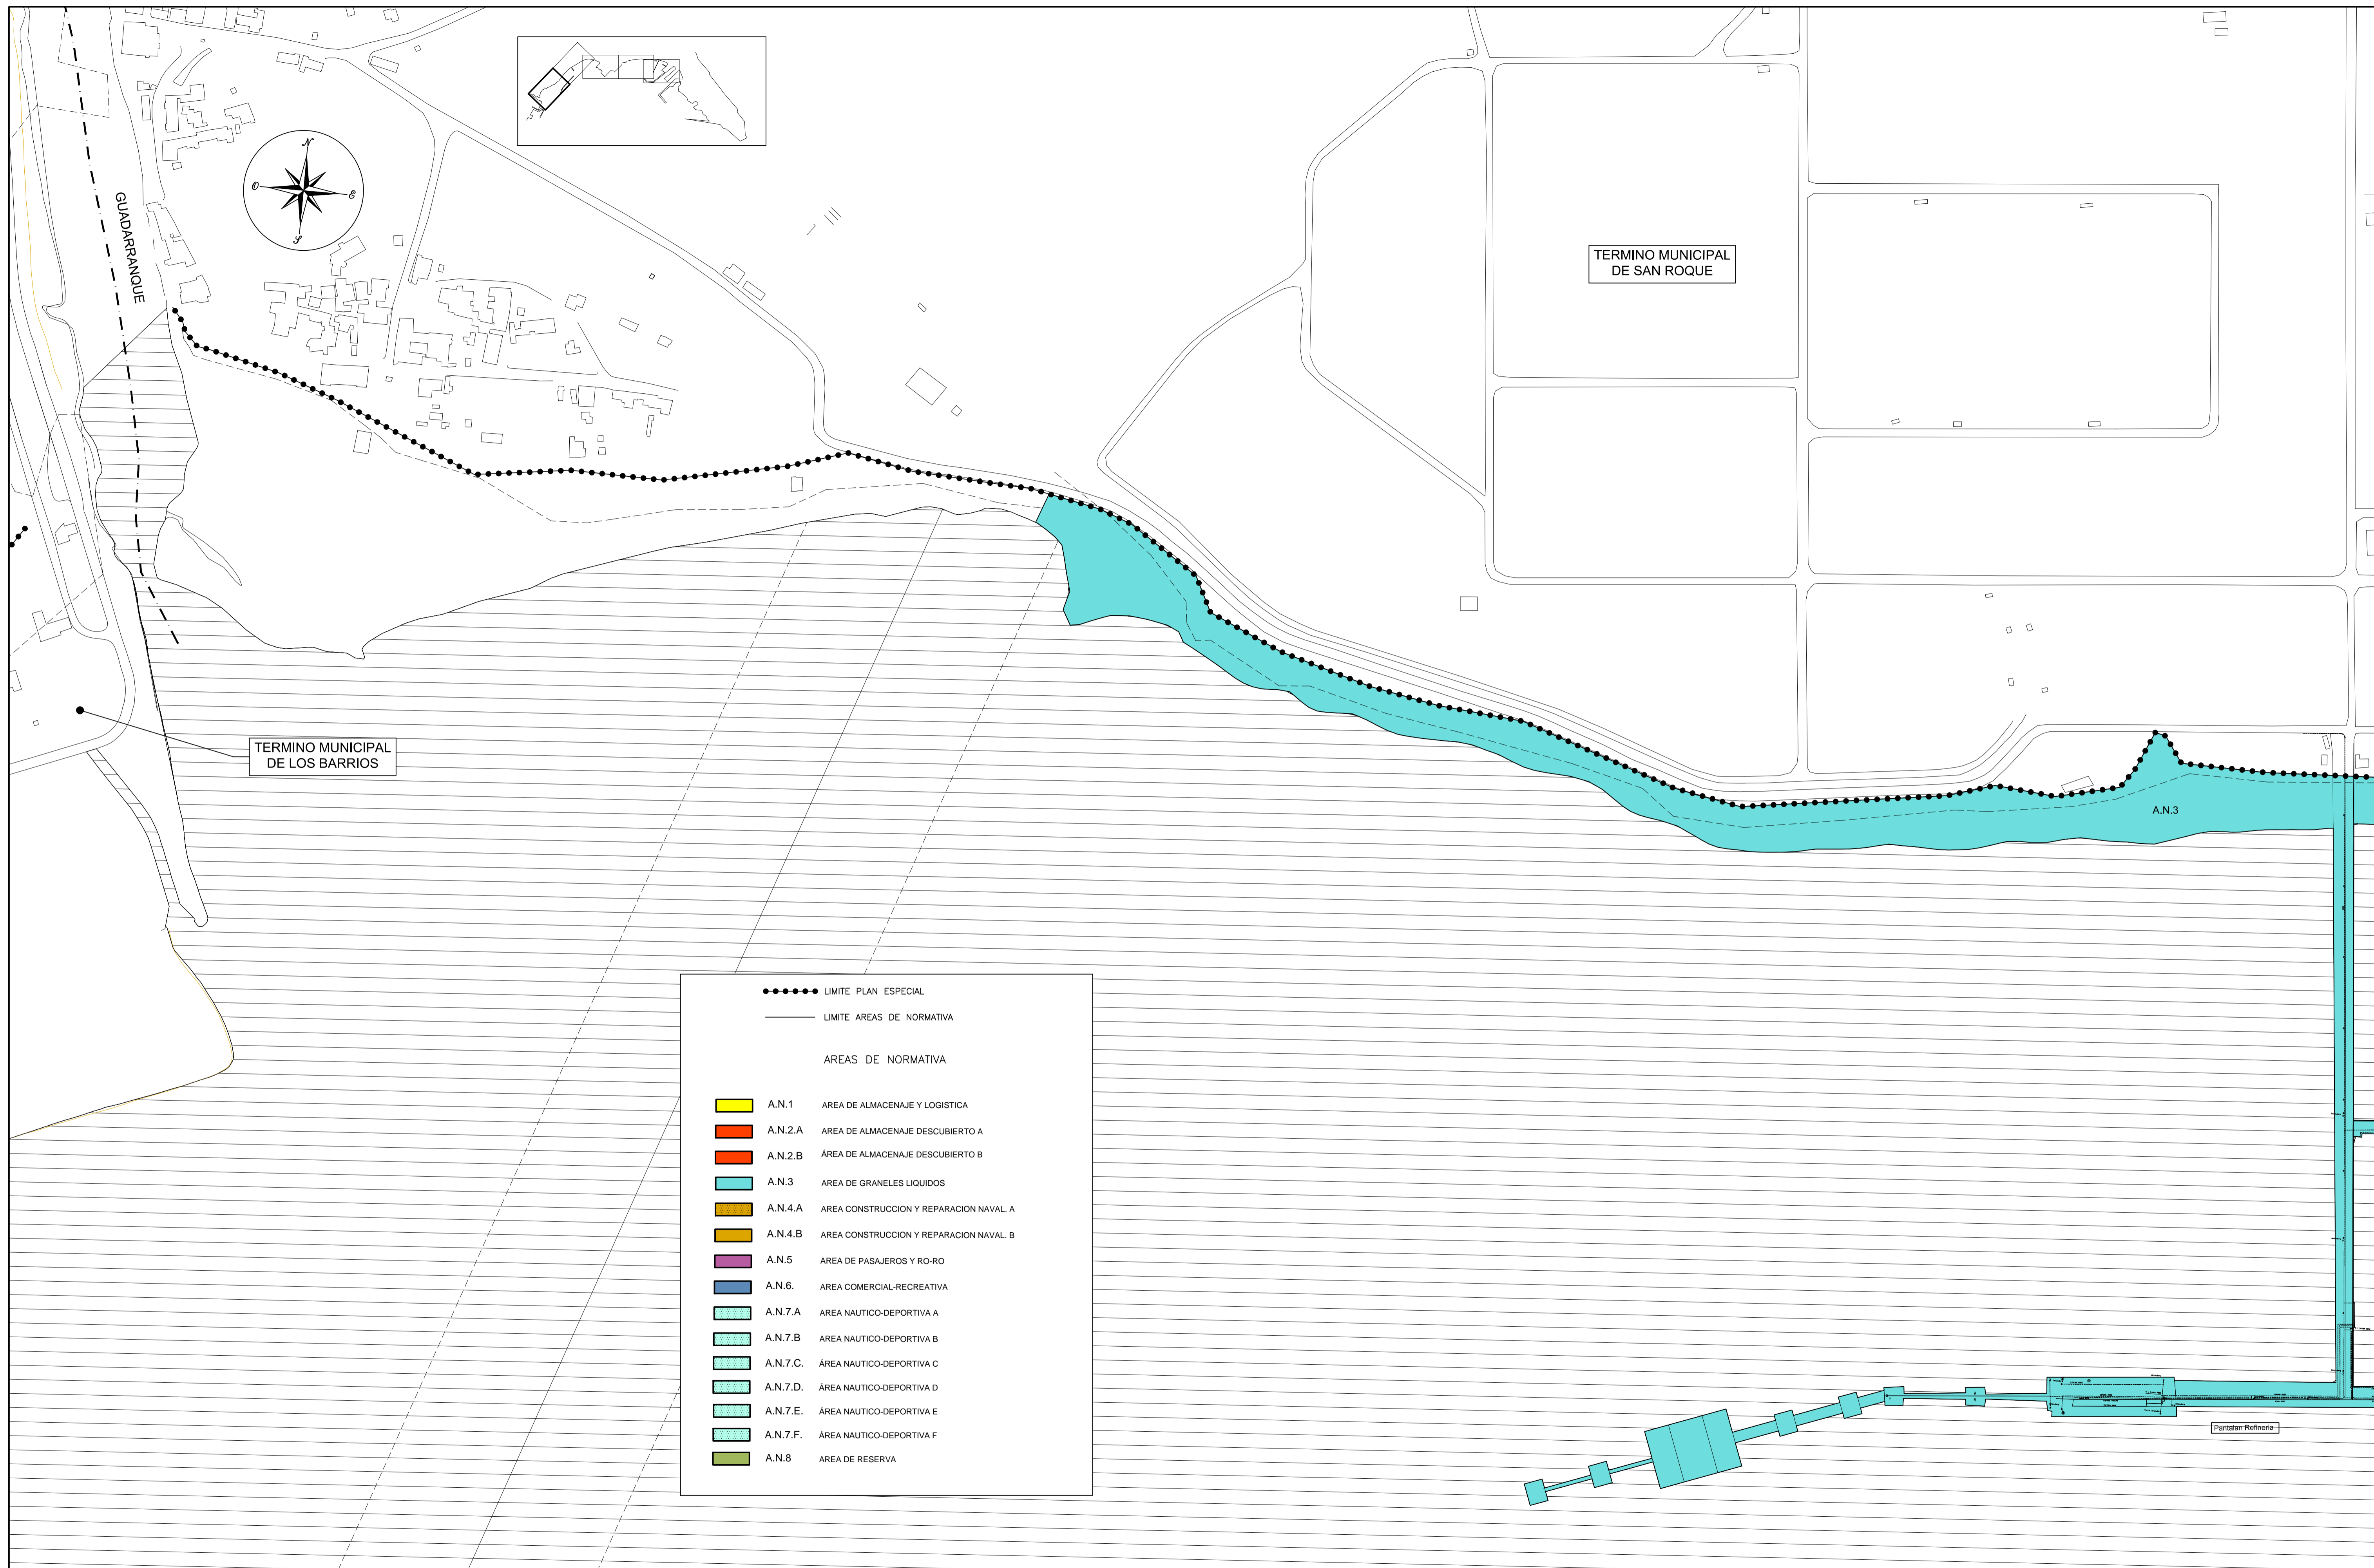 GUADARRANQUE
N
O
E
S
TERMINO MUNICIPAL
DE SAN ROQUE
TERMINO MUNICIPAL
DE LOS BARRIOS
A.N.3
LIMITE PLAN ESPECIAL
LIMITE AREAS DE NORMATIVA
AREAS DE NORMATIVA
A.N.1 AREA DE ALMACENAJE Y LOGISTICA
A.N.2.A AREA DE ALMACENAJE DESCUBIERTO A
A.N.2.B ÁREA DE ALMACENAJE DESCUBIERTO B
A.N.3 AREA DE GRANELES LIQUIDOS
A.N.4.A AREA CONSTRUCCION Y REPARACION NAVAL. A
A.N.4.B AREA CONSTRUCCION Y REPARACION NAVAL. B
A.N.5 AREA DE PASAJEROS Y RO-RO
A.N.6. AREA COMERCIAL-RECREATIVA
A.N.7.A AREA NAUTICO-DEPORTIVA A
A.N.7.B AREA NAUTICO-DEPORTIVA B
A.N.7.C. ÁREA NAUTICO-DEPORTIVA C
A.N.7.D. ÁREA NAUTICO-DEPORTIVA D
A.N.7.E. ÁREA NAUTICO-DEPORTIVA E
A.N.7.F. ÁREA NAUTICO-DEPORTIVA F
A.N.8 AREA DE RESERVA
Pantalan Refineria